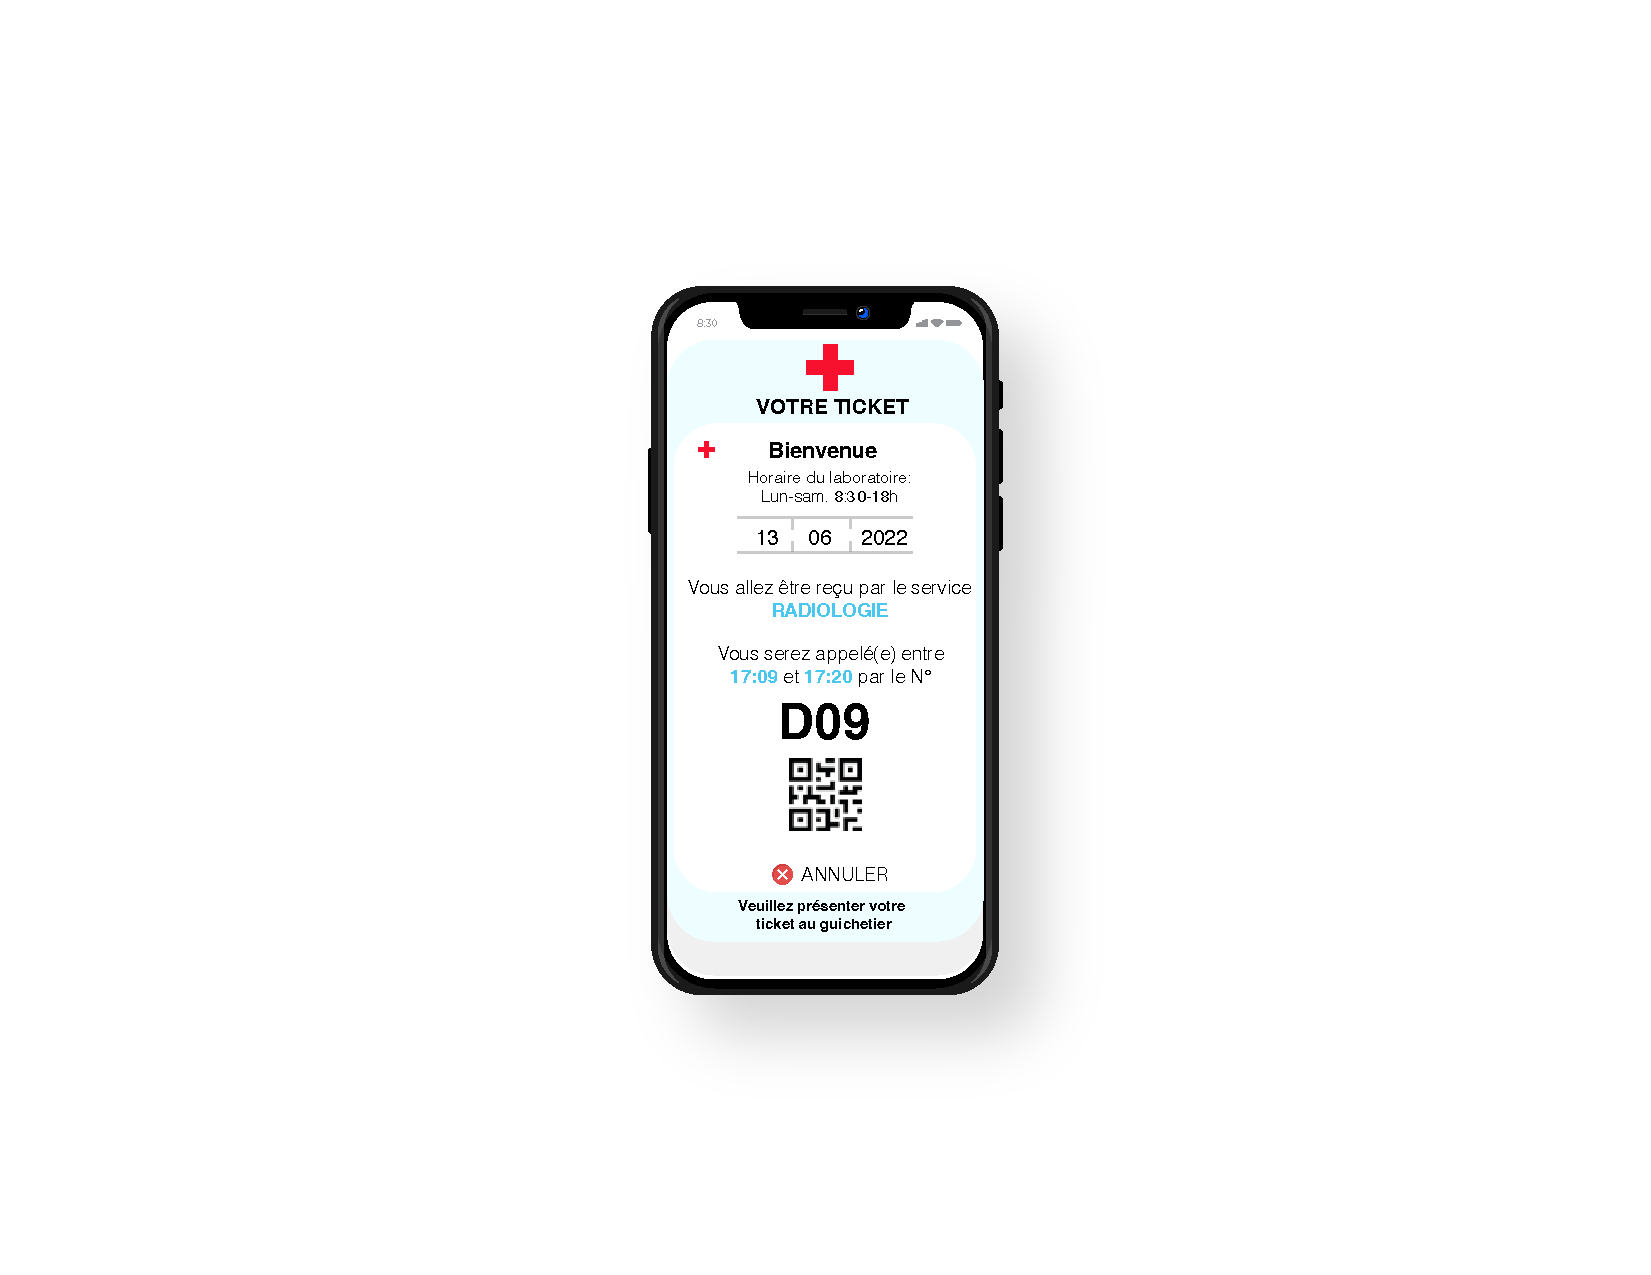 8:30
VOTRE TICKET
Bienvenue
Horaire du laboratoire:
Lun-sam. 8:30-18h
13 06 2022
Vous allez être reçu par le service
RADIOLOGIE
Vous serez appelé(e) entre
17:09 et 17:20 par le N°
D09
ANNULER
Veuillez présenter votre
ticket au guichetier